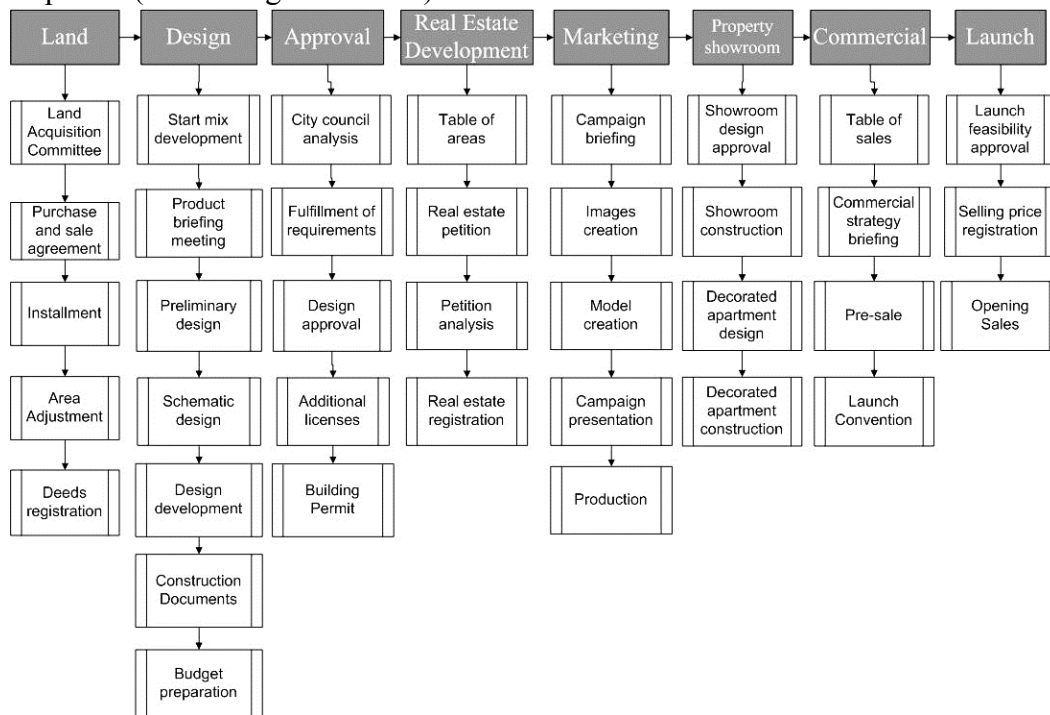 Land
Land
Acquisition
Committee
Purchase
and sale
agreement
Installment
Area
Adjustment
Deeds
registration
Design
Start mix
development
Product
briefing
meeting
Preliminary
design
Schematic
design
Design
development
Construction
Documents
Budget
preparation
Approval
City council
analysis
Fulfillment of
requirements
Design
approval
Additional
licenses
Building
Permit
Real Estate
Development
Table of
areas
Real estate
petition
Petition
analysis
Real estate
registration
Marketing
Campaign
briefing
Images
creation
Model
creation
Campaign
presentation
Production
Property
showroom
Showroom
design
approval
Showroom
construction
Decorated
apartment
design
Decorated
apartment
construction
Commercial
Table of
sales
Commercial
strategy
briefing
Pre-sale
Launch
Convention
Launch
Launch
feasibility
approval
Selling price
registration
Opening
Sales